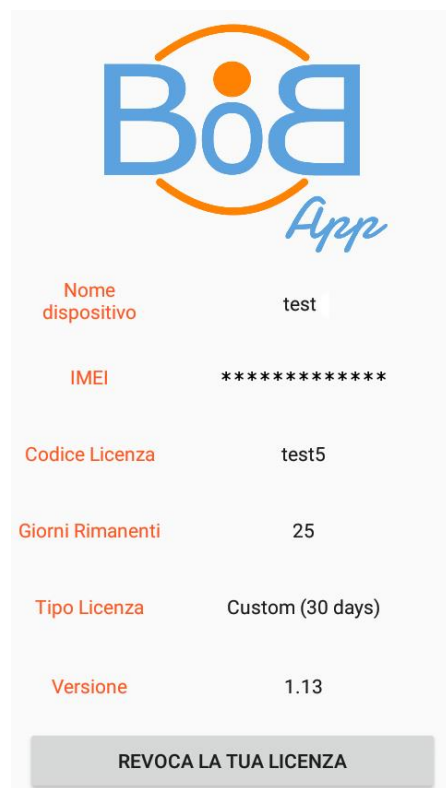 BoB
App
Nome
dispositivo
test
IMEI
*************
Codice Licenza
test5
Giorni Rimanenti
25
Tipo Licenza
Custom (30 days)
Versione
1.13
REVOCA LA TUA LICENZA